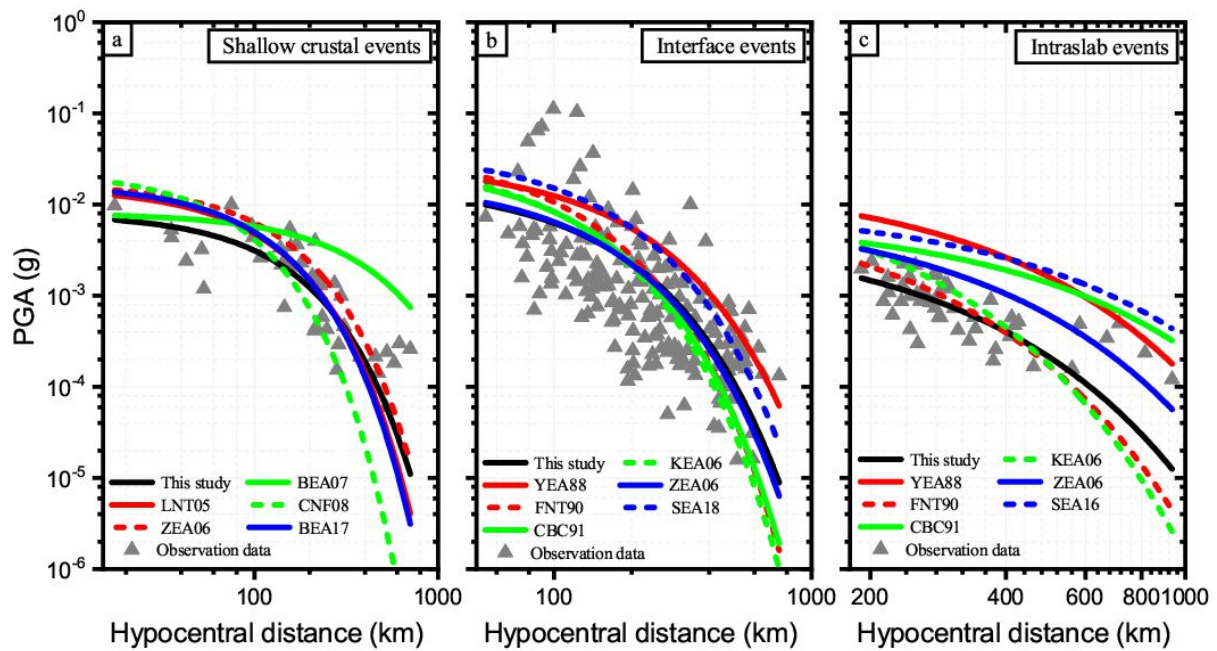 a
Shallow crustal events
b
Interface events
c
Intraslab events
PGA (g)
10⁰
10⁻¹
10⁻²
10⁻³
10⁻⁴
10⁻⁵
10⁻⁶
This study
LNT05
ZEA06
BEA07
CNF08
BEA17
Observation data
This study
YEA88
FNT90
CBC91
KEA06
ZEA06
SEA18
Observation data
This study
YEA88
FNT90
CBC91
KEA06
ZEA06
SEA16
Observation data
100 1000
100 1000
200 400 600 800 1000
Hypocentral distance (km)
Hypocentral distance (km)
Hypocentral distance (km)